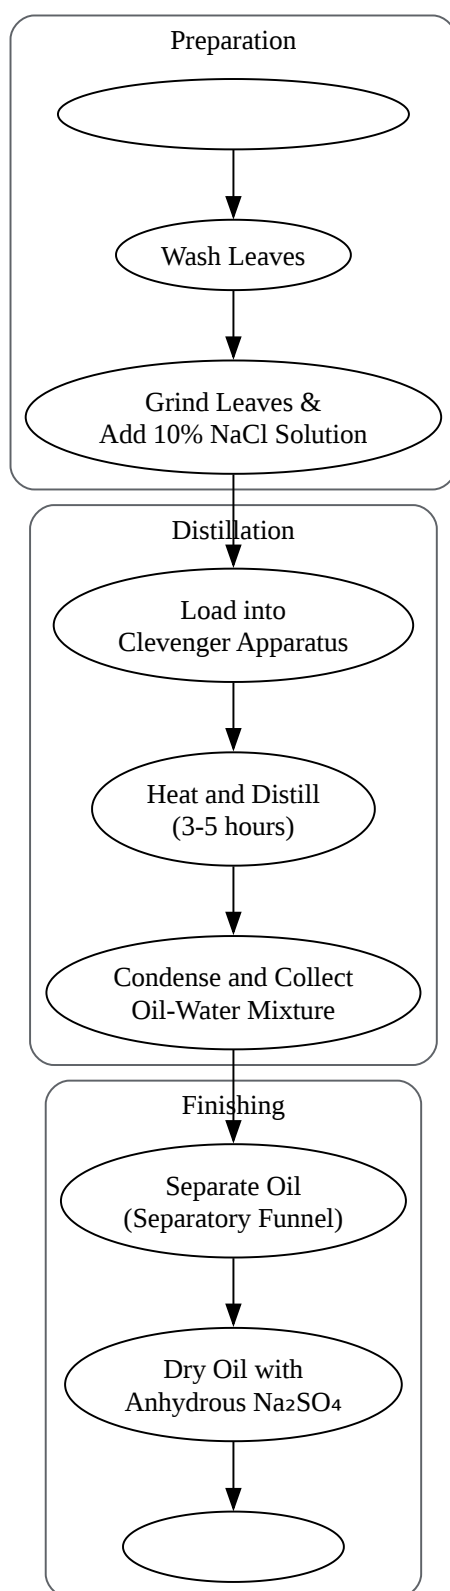 Preparation
Wash Leaves
Grind Leaves &
Add 10% NaCl Solution
Distillation
Load into
Clevenger Apparatus
Heat and Distill
(3-5 hours)
Condense and Collect
Oil-Water Mixture
Finishing
Separate Oil
(Separatory Funnel)
Dry Oil with
Anhydrous Na₂SO₄